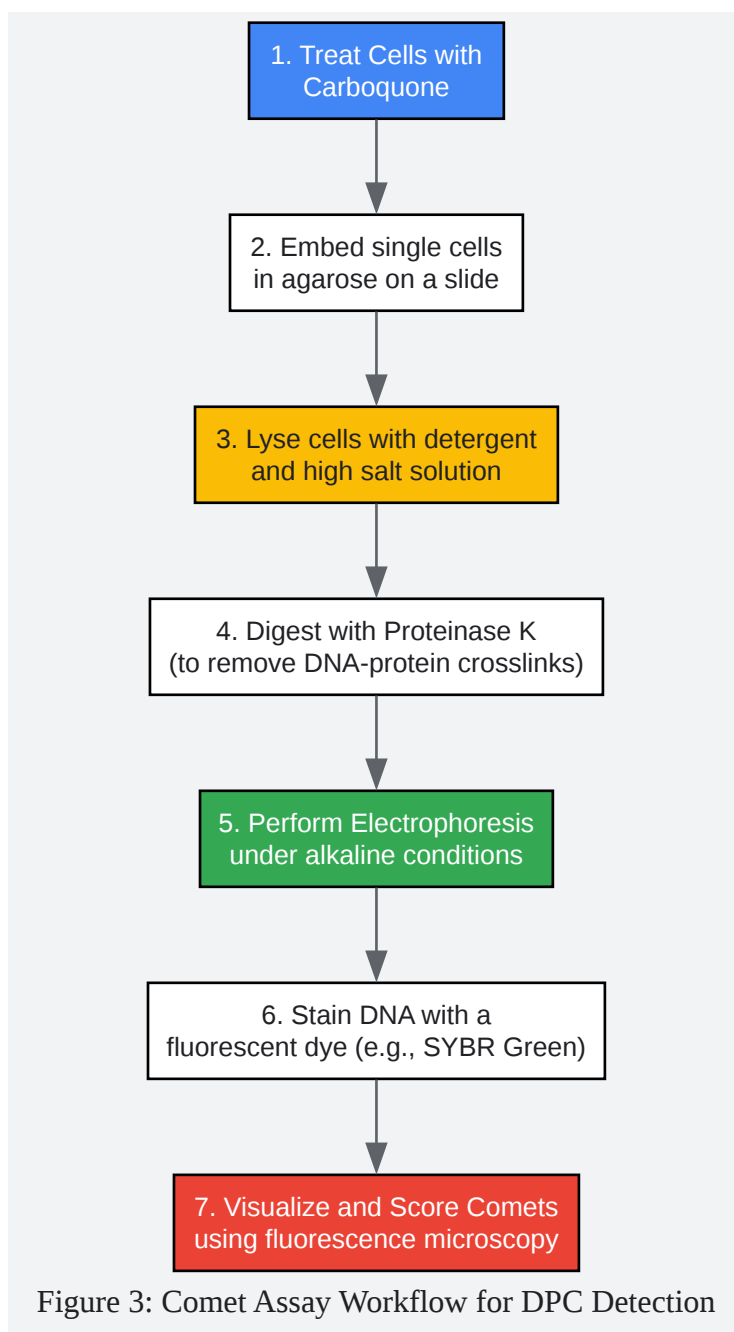 1. Treat Cells with
Carboquone
2. Embed single cells
in agarose on a slide
3. Lyse cells with detergent
and high salt solution
4. Digest with Proteinase K
(to remove DNA-protein crosslinks)
5. Perform Electrophoresis
under alkaline conditions
6. Stain DNA with a
fluorescent dye (e.g., SYBR Green)
7. Visualize and Score Comets
using fluorescence microscopy
Figure 3: Comet Assay Workflow for DPC Detection